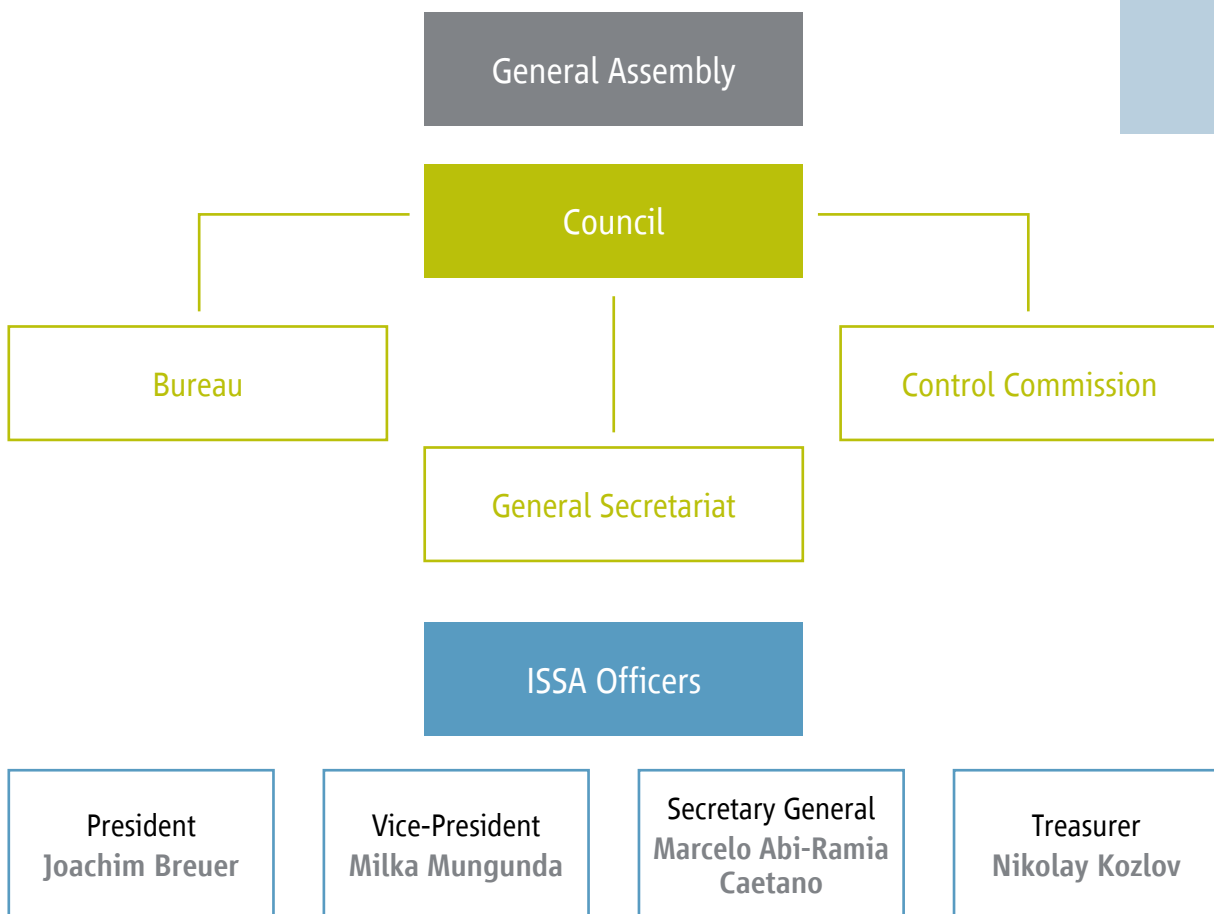 General Assembly
Council
Bureau
Control Commission
General Secretariat
ISSA Officers
President
Joachim Breuer
Vice-President
Milka Mungunda
Secretary General
Marcelo Abi-Ramia
Caetano
Treasurer
Nikolay Kozlov